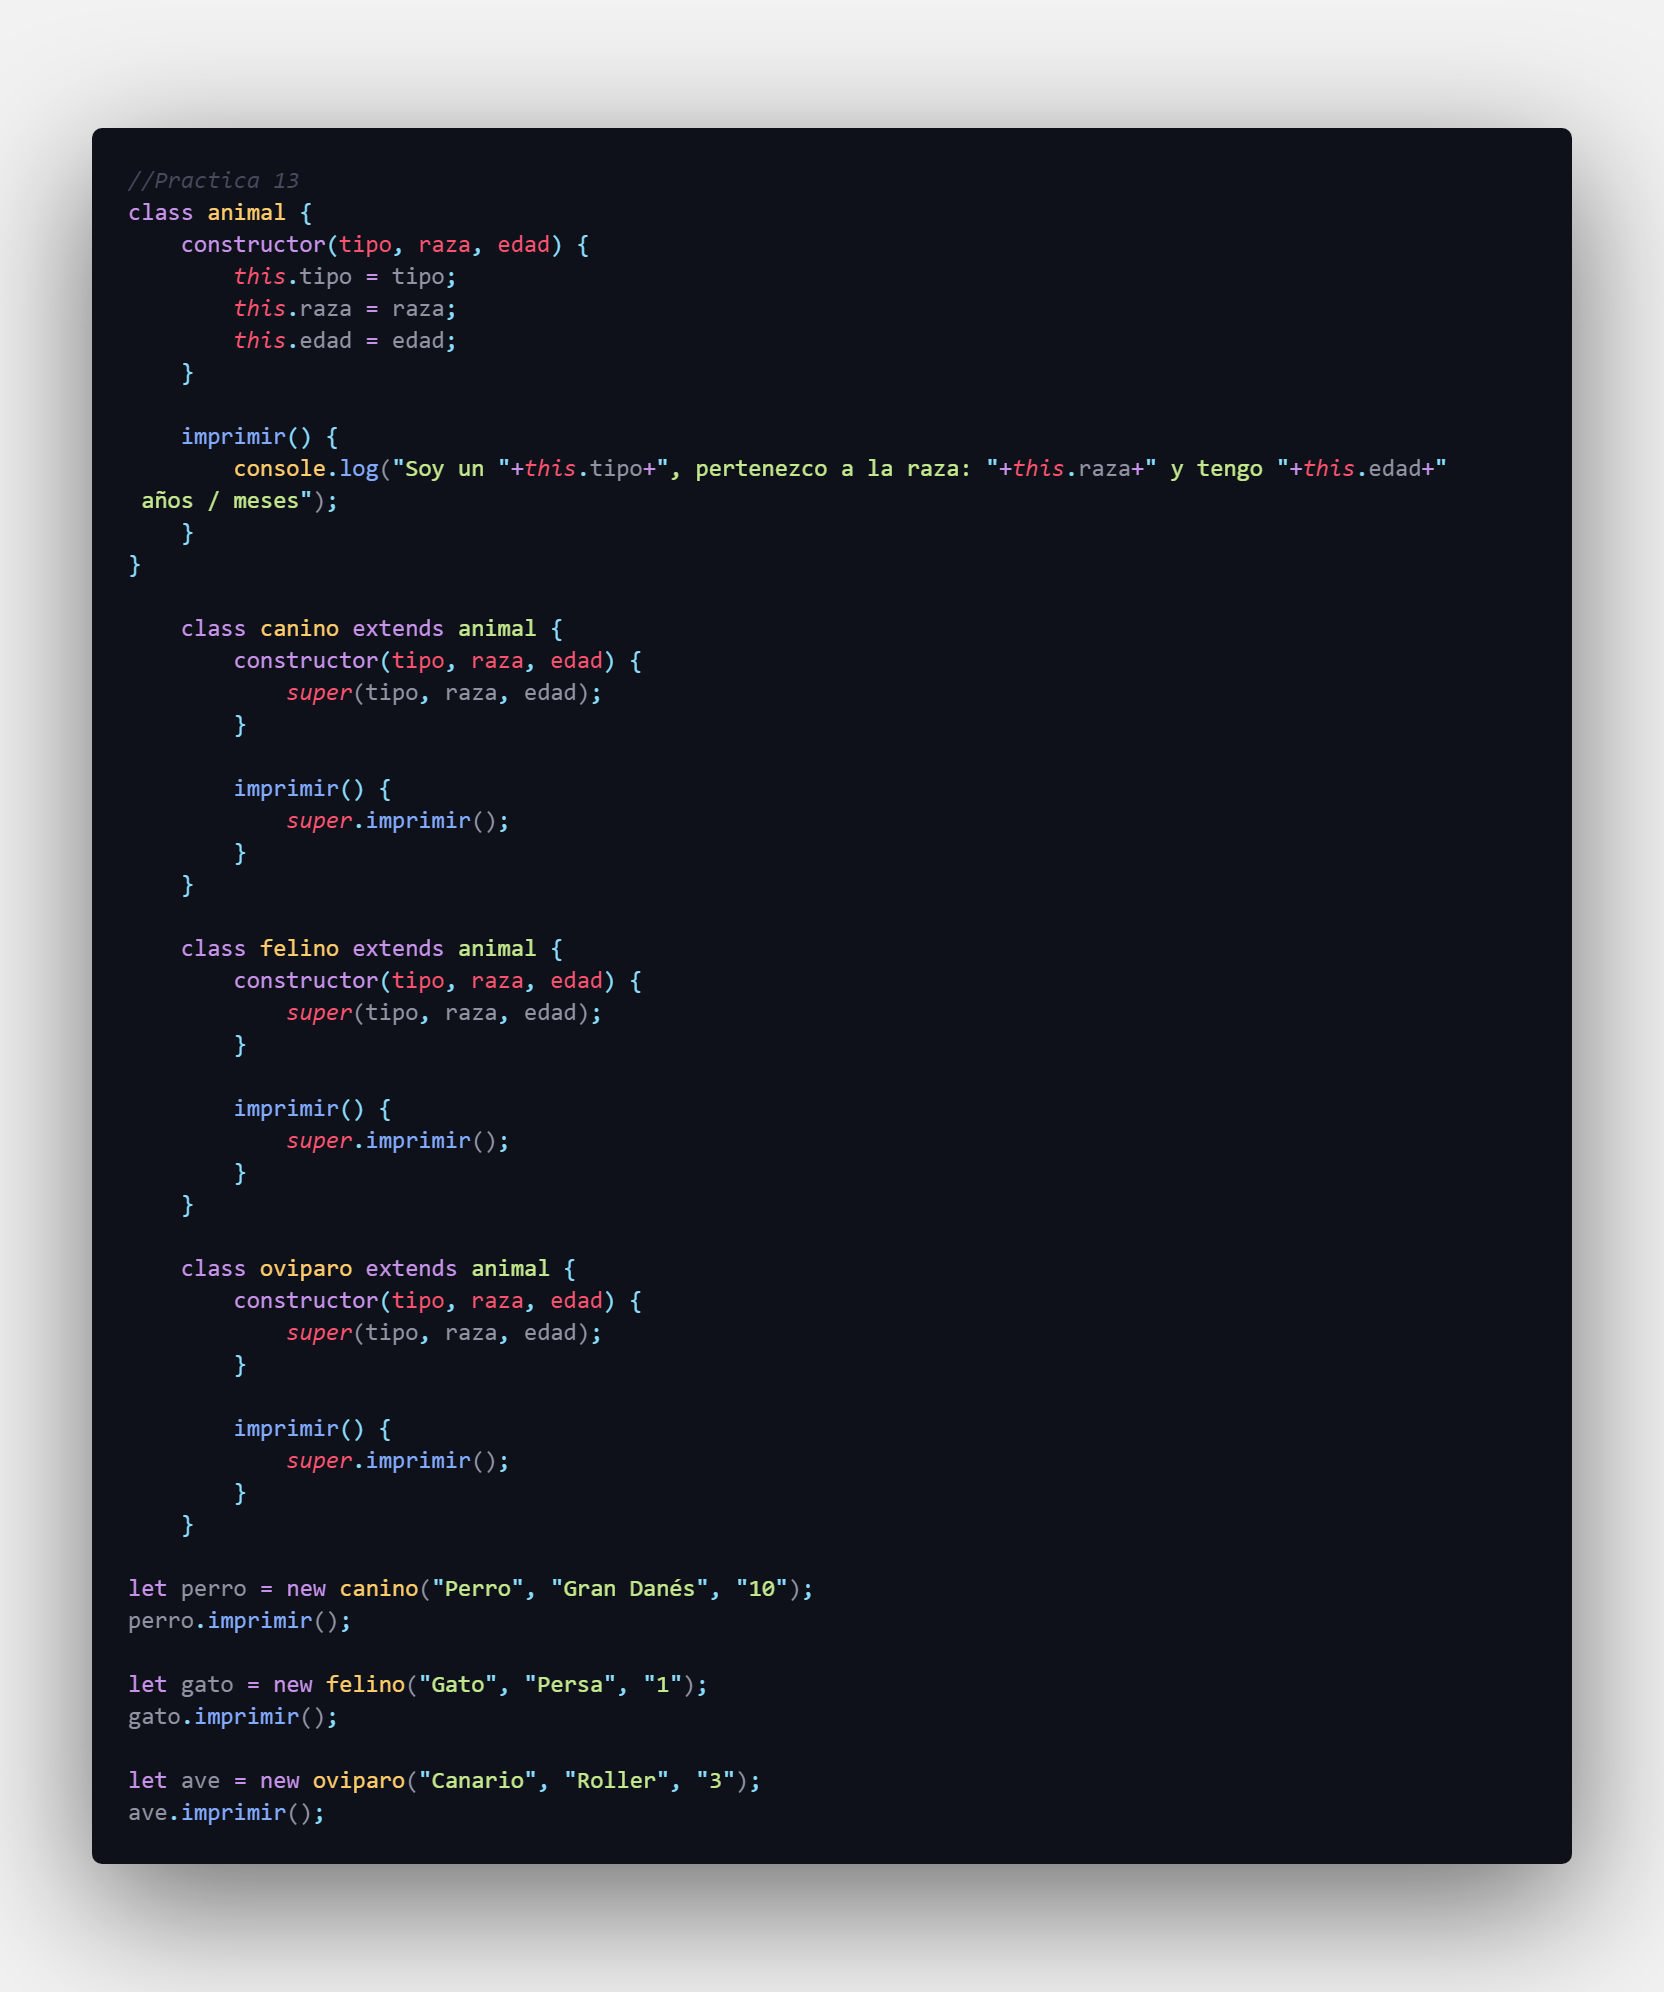 //Practica 13
class animal {
    constructor(tipo, raza, edad) {
        this.tipo = tipo;
        this.raza = raza;
        this.edad = edad;
    }

    imprimir() {
        console.log("Soy un "+this.tipo+", pertenezco a la raza: "+this.raza+" y tengo "+this.edad+"
 años / meses");
    }
}

    class canino extends animal {
        constructor(tipo, raza, edad) {
            super(tipo, raza, edad);
        }

        imprimir() {
            super.imprimir();
        }
    }

    class felino extends animal {
        constructor(tipo, raza, edad) {
            super(tipo, raza, edad);
        }

        imprimir() {
            super.imprimir();
        }
    }

    class oviparo extends animal {
        constructor(tipo, raza, edad) {
            super(tipo, raza, edad);
        }

        imprimir() {
            super.imprimir();
        }
    }

let perro = new canino("Perro", "Gran Danés", "10");
perro.imprimir();

let gato = new felino("Gato", "Persa", "1");
gato.imprimir();

let ave = new oviparo("Canario", "Roller", "3");
ave.imprimir();